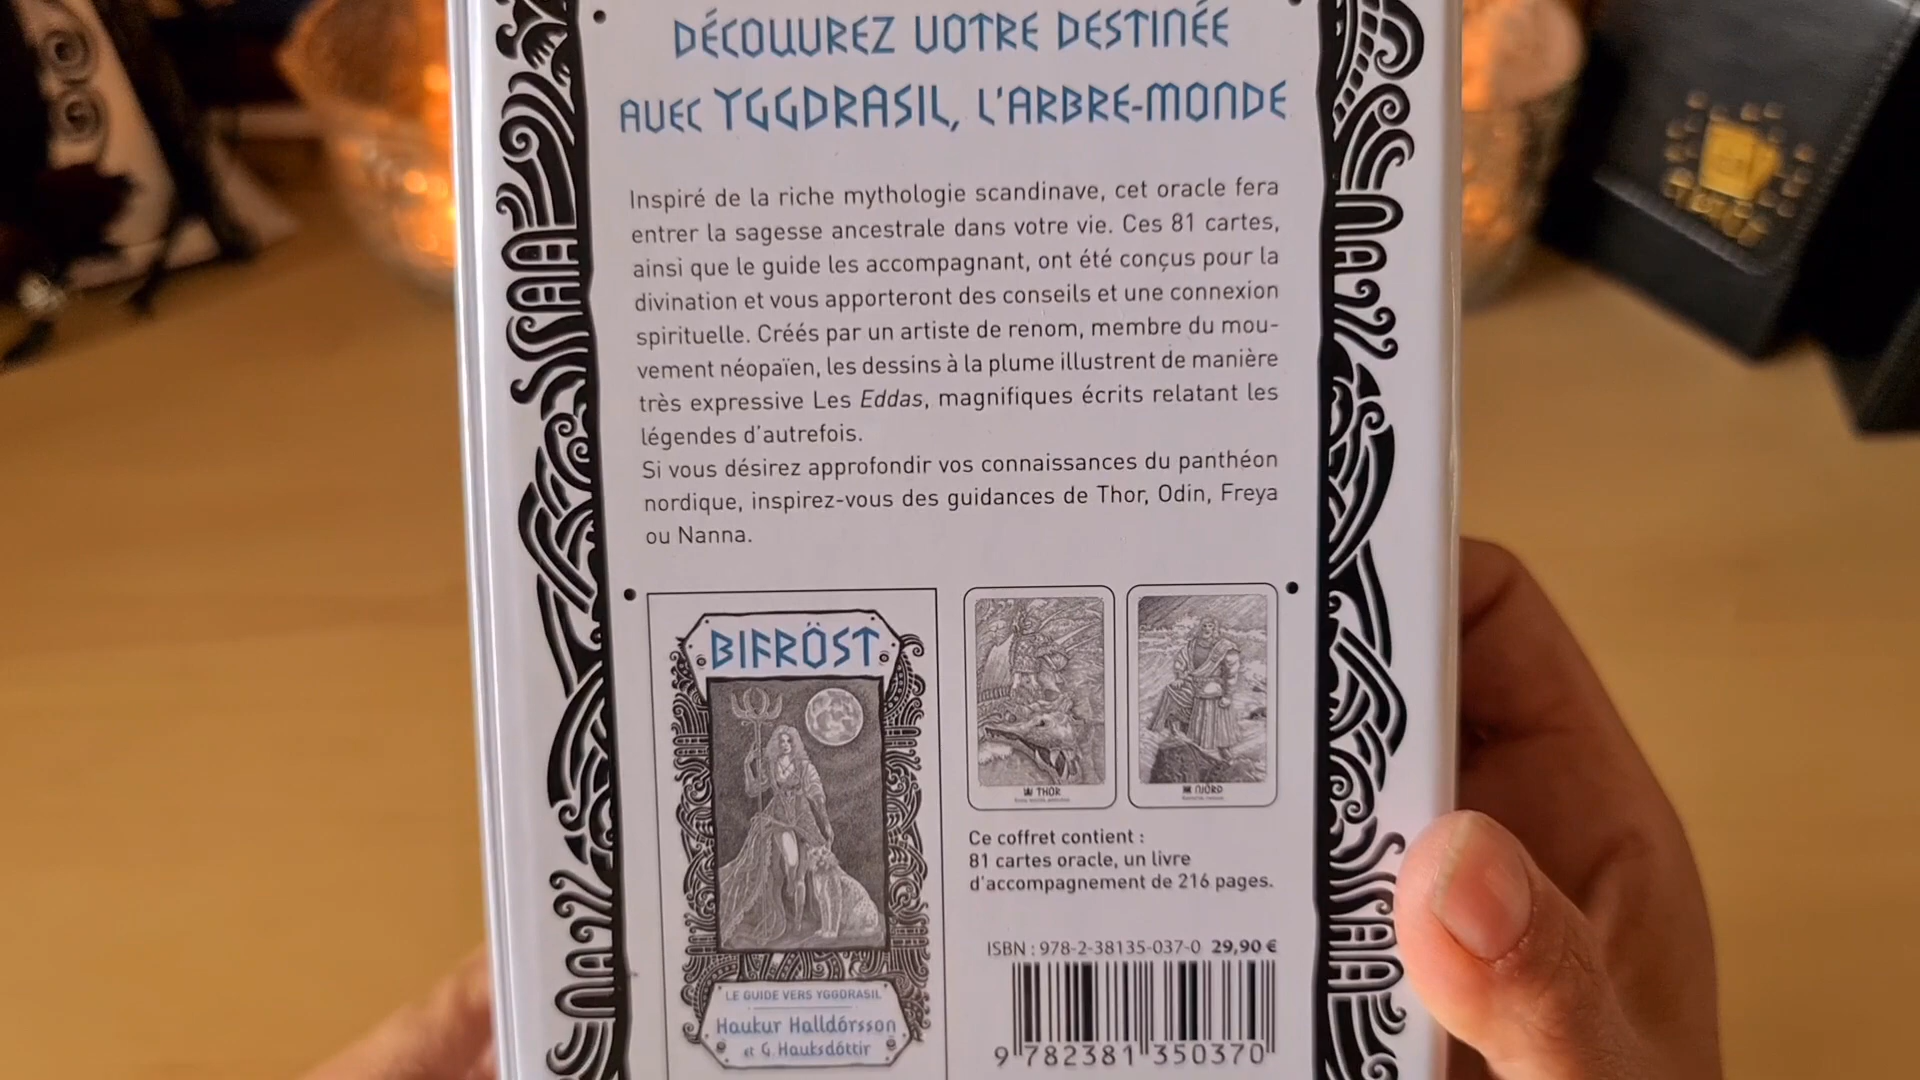 DÉCOUVREZ VOTRE DESTINÉE
AVEC YGGDRASIL, L'ARBRE-MONDE
Inspiré de la riche mythologie scandinave, cet oracle fera
entrer la sagesse ancestrale dans votre vie. Ces 81 cartes,
ainsi que le guide les accompagnant, ont été conçus pour la
divination et vous apporteront des conseils et une connexion
spirituelle. Créés par un artiste de renom, membre du mou-
vement néopaïen, les dessins à la plume illustrent de manière
très expressive Les Eddas, magnifiques écrits relatant les
légendes d'autrefois.
Si vous désirez approfondir vos connaissances du panthéon
nordique, inspirez-vous des guidances de Thor, Odin, Freya
ou Nanna.
BIFRÖST
LE GUIDE VERS YGGDRASIL
Haukur Halldórsson
et G. Hauksdóttir
THOR
NJÖRD
Ce coffret contient :
81 cartes oracle, un livre
d'accompagnement de 216 pages.
ISBN : 978-2-38135-037-0 29,90 €
9 782381 350370